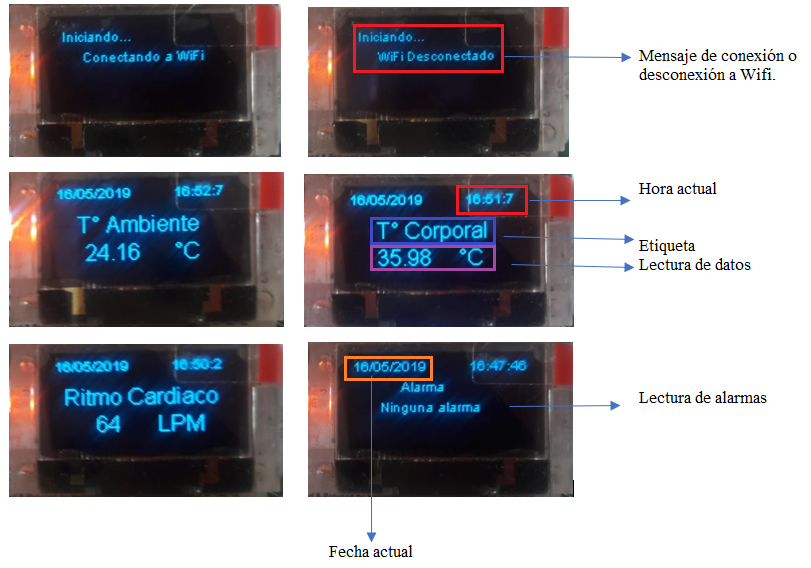 Iniciando...
Conectando a WiFi
Iniciando...
WiFi Desconectado
Mensaje de conexión o
desconexión a Wifi.
16/05/2019 16:52:7
T° Ambiente
24.16 °C
16/05/2019 16:51:7
T° Corporal
35.98 °C
Hora actual
Etiqueta
Lectura de datos
16/05/2019 16:50:2
Ritmo Cardiaco
64 LPM
16/05/2019 16:47:46
Alarma
Ninguna alarma
Lectura de alarmas
Fecha actual